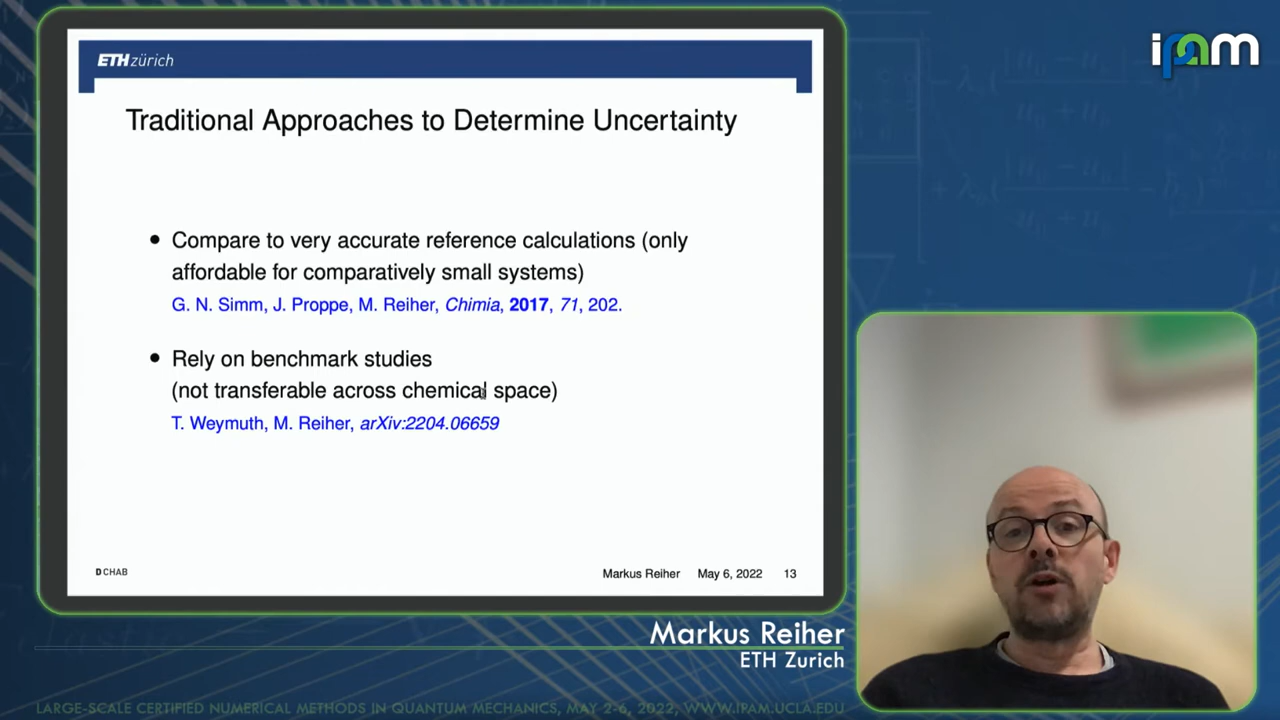 ETH zürich
ipam
Traditional Approaches to Determine Uncertainty
• Compare to very accurate reference calculations (only
affordable for comparatively small systems)
G. N. Simm, J. Proppe, M. Reiher, Chimia, 2017, 71, 202.
• Rely on benchmark studies
(not transferable across chemical space)
T. Weymuth, M. Reiher, arXiv:2204.06659
D CHAB
Markus Reiher May 6, 2022 13
Markus Reiher
ETH Zurich
LARGE-SCALE CERTIFIED NUMERICAL METHODS IN QUANTUM MECHANICS, MAY 2-6, 2022, WWW.IPAM.UCLA.EDU